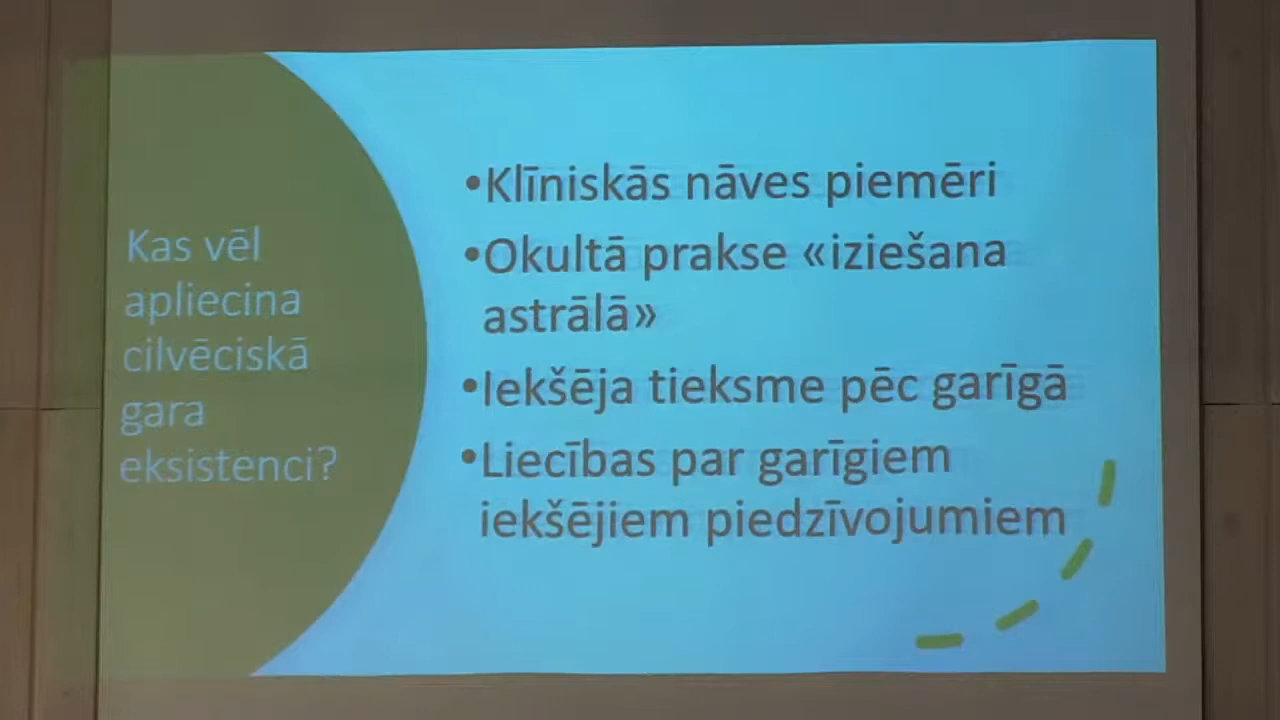 Kas vēl
apliecina
cilvēciskā
gara
eksistenci?
•Klīniskās nāves piemēri
•Okultā prakse «iziešana
astrālā»
•Iekšēja tieksme pēc garīgā
•Liecības par garīgiem
iekšējiem piedzīvojumiem